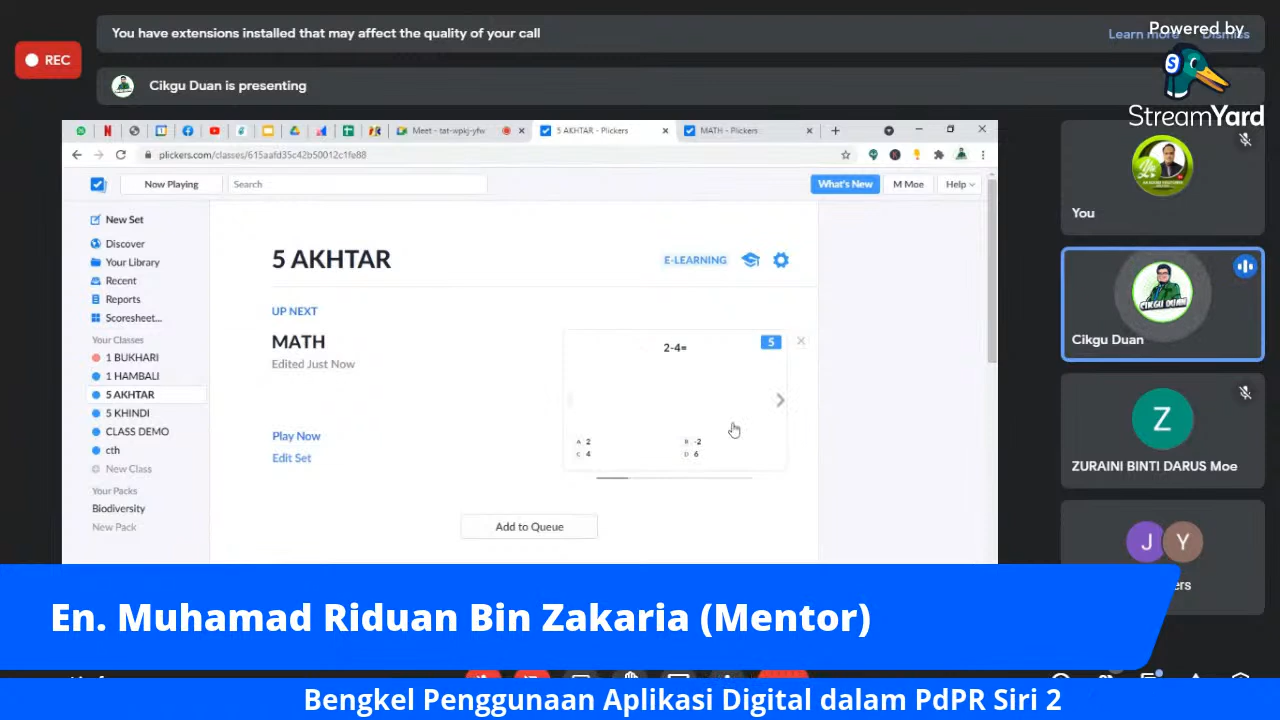 You have extensions installed that may affect the quality of your call
Learn more
Dismiss
Powered by
StreamYard
REC
Cikgu Duan is presenting
Meet - tat-wpkj-yfw
5 AKHTAR - Plickers
MATH - Plickers
plickers.com/classes/615aafd35c42b50012c1fe88
Now Playing
Search
What's New
M Moe
Help
New Set
Discover
Your Library
Recent
Reports
Scoresheet...
Your Classes
1 BUKHARI
1 HAMBALI
5 AKHTAR
5 KHINDI
CLASS DEMO
cth
New Class
Your Packs
Biodiversity
New Pack
5 AKHTAR
E-LEARNING
UP NEXT
MATH
Edited Just Now
Play Now
Edit Set
2-4=
5
A 2
B -2
C 4
D 6
Add to Queue
You
CIKGU DUAN
Cikgu Duan
Z
ZURAINI BINTI DARUS Moe
J Y
En. Muhamad Riduan Bin Zakaria (Mentor)
Bengkel Penggunaan Aplikasi Digital dalam PdPR Siri 2